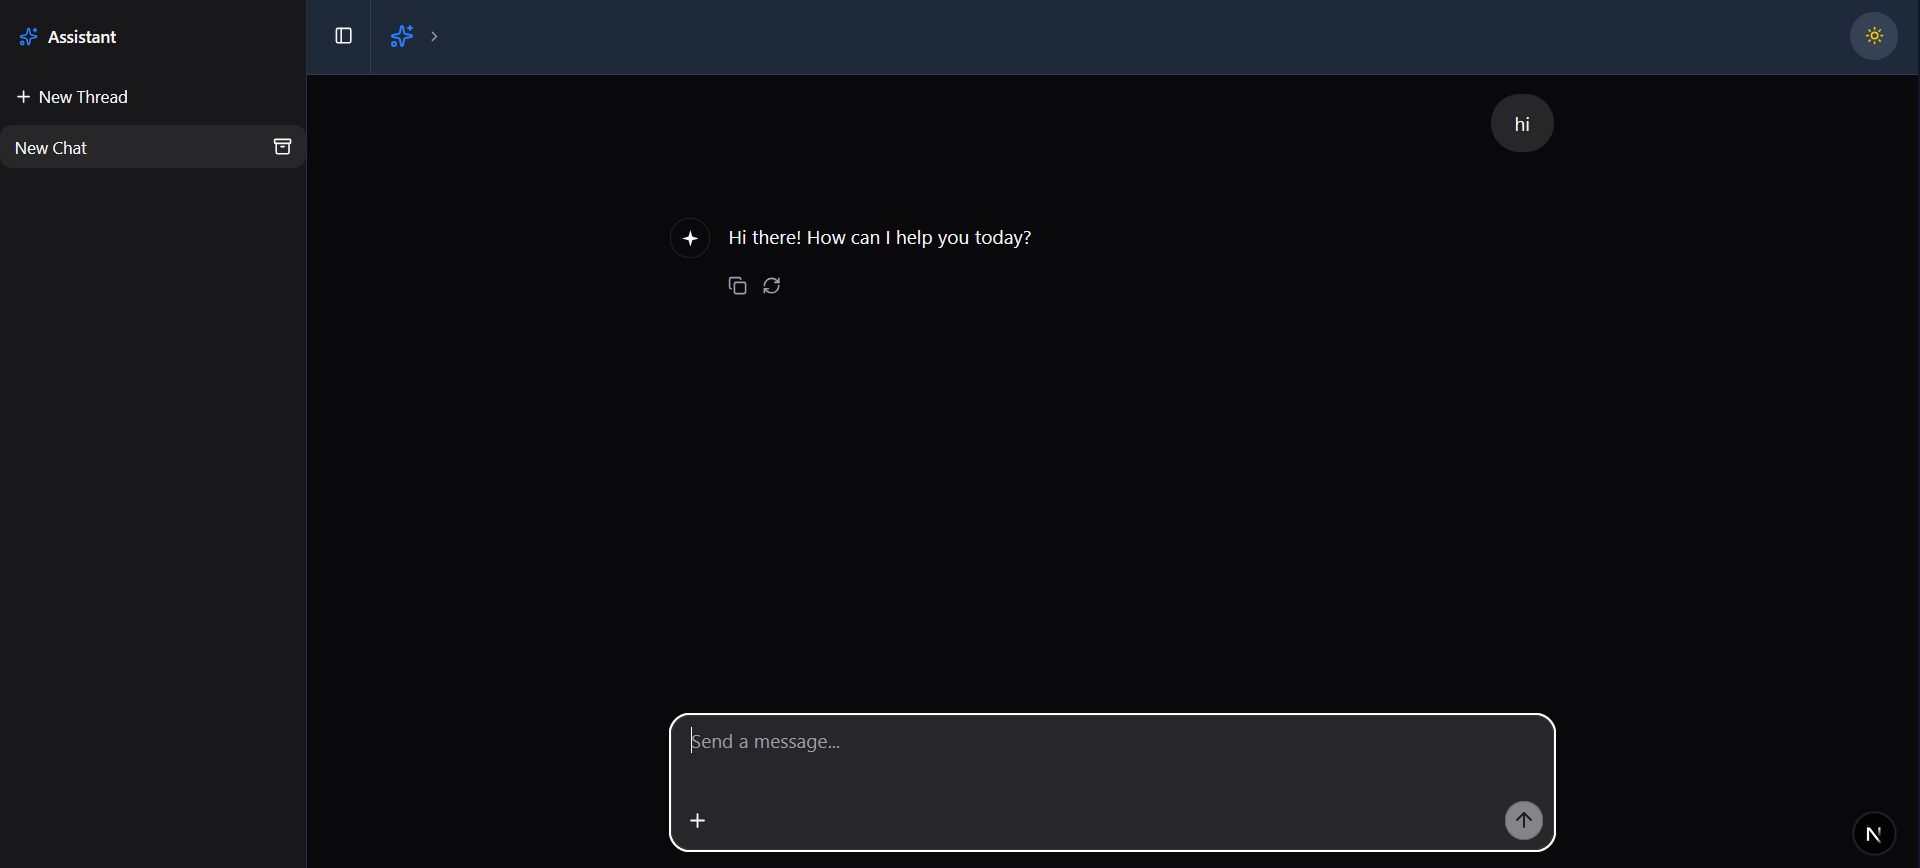 Assistant
New Thread
New Chat
hi
Hi there! How can I help you today?
Send a message...
N